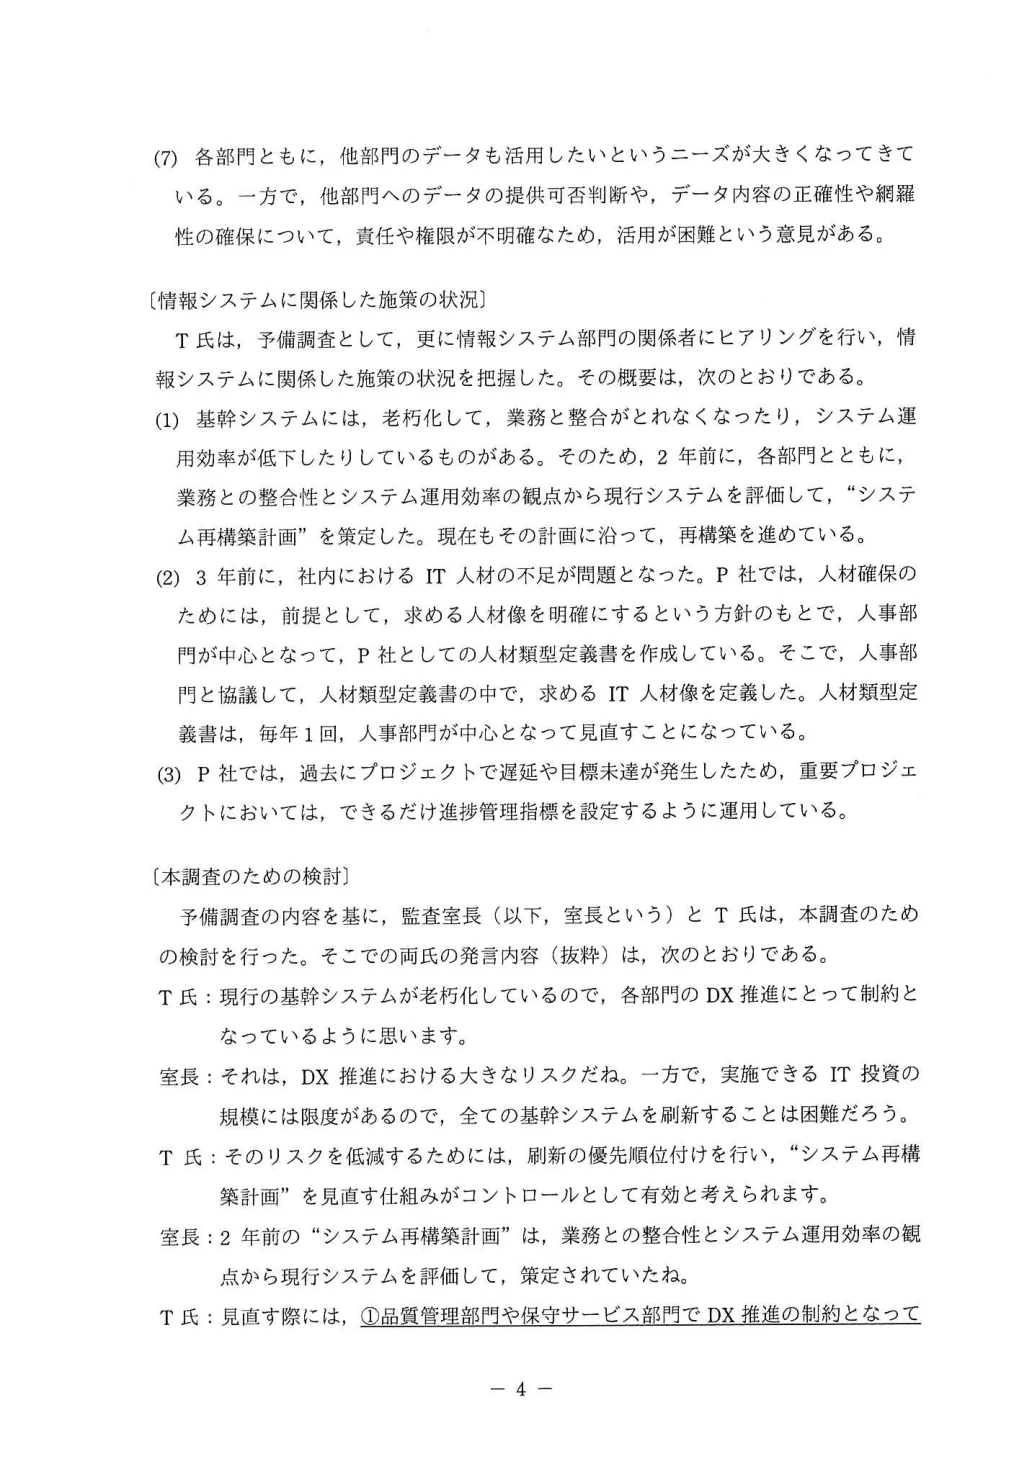 (7) 各部門ともに，他部門のデータも活用したいというニーズが大きくなってきて
いる。一方で，他部門へのデータの提供可否判断や，データ内容の正確性や網羅
性の確保について，責任や権限が不明確なため，活用が困難という意見がある。
〔情報システムに関係した施策の状況〕
T 氏は，予備調査として，更に情報システム部門の関係者にヒアリングを行い，情
報システムに関係した施策の状況を把握した。その概要は，次のとおりである。
(1) 基幹システムには，老朽化して，業務と整合がとれなくなったり，システム運
用効率が低下したりしているものがある。そのため，2 年前に，各部門とともに，
業務との整合性とシステム運用効率の観点から現行システムを評価して，“システ
ム再構築計画”を策定した。現在もその計画に沿って，再構築を進めている。
(2) 3 年前に，社内における IT 人材の不足が問題となった。P 社では，人材確保の
ためには，前提として，求める人材像を明確にするという方針のもとで，人事部
門が中心となって，P 社としての人材類型定義書を作成している。そこで，人事部
門と協議して，人材類型定義書の中で，求める IT 人材像を定義した。人材類型定
義書は，毎年1回，人事部門が中心となって見直すことになっている。
(3) P 社では，過去にプロジェクトで遅延や目標未達が発生したため，重要プロジェ
クトにおいては，できるだけ進捗管理指標を設定するように運用している。
〔本調査のための検討〕
予備調査の内容を基に，監査室長（以下，室長という）と T 氏は，本調査のため
の検討を行った。そこでの両氏の発言内容（抜粋）は，次のとおりである。
T 氏：現行の基幹システムが老朽化しているので，各部門の DX 推進にとって制約と
なっているように思います。
室長：それは，DX 推進における大きなリスクだね。一方で，実施できる IT 投資の
規模には限度があるので，全ての基幹システムを刷新することは困難だろう。
T 氏：そのリスクを低減するためには，刷新の優先順位付けを行い，“システム再構
築計画”を見直す仕組みがコントロールとして有効と考えられます。
室長：2 年前の“システム再構築計画”は，業務との整合性とシステム運用効率の観
点から現行システムを評価して，策定されていたね。
T 氏：見直す際には，①品質管理部門や保守サービス部門で DX 推進の制約となって
－ 4 －